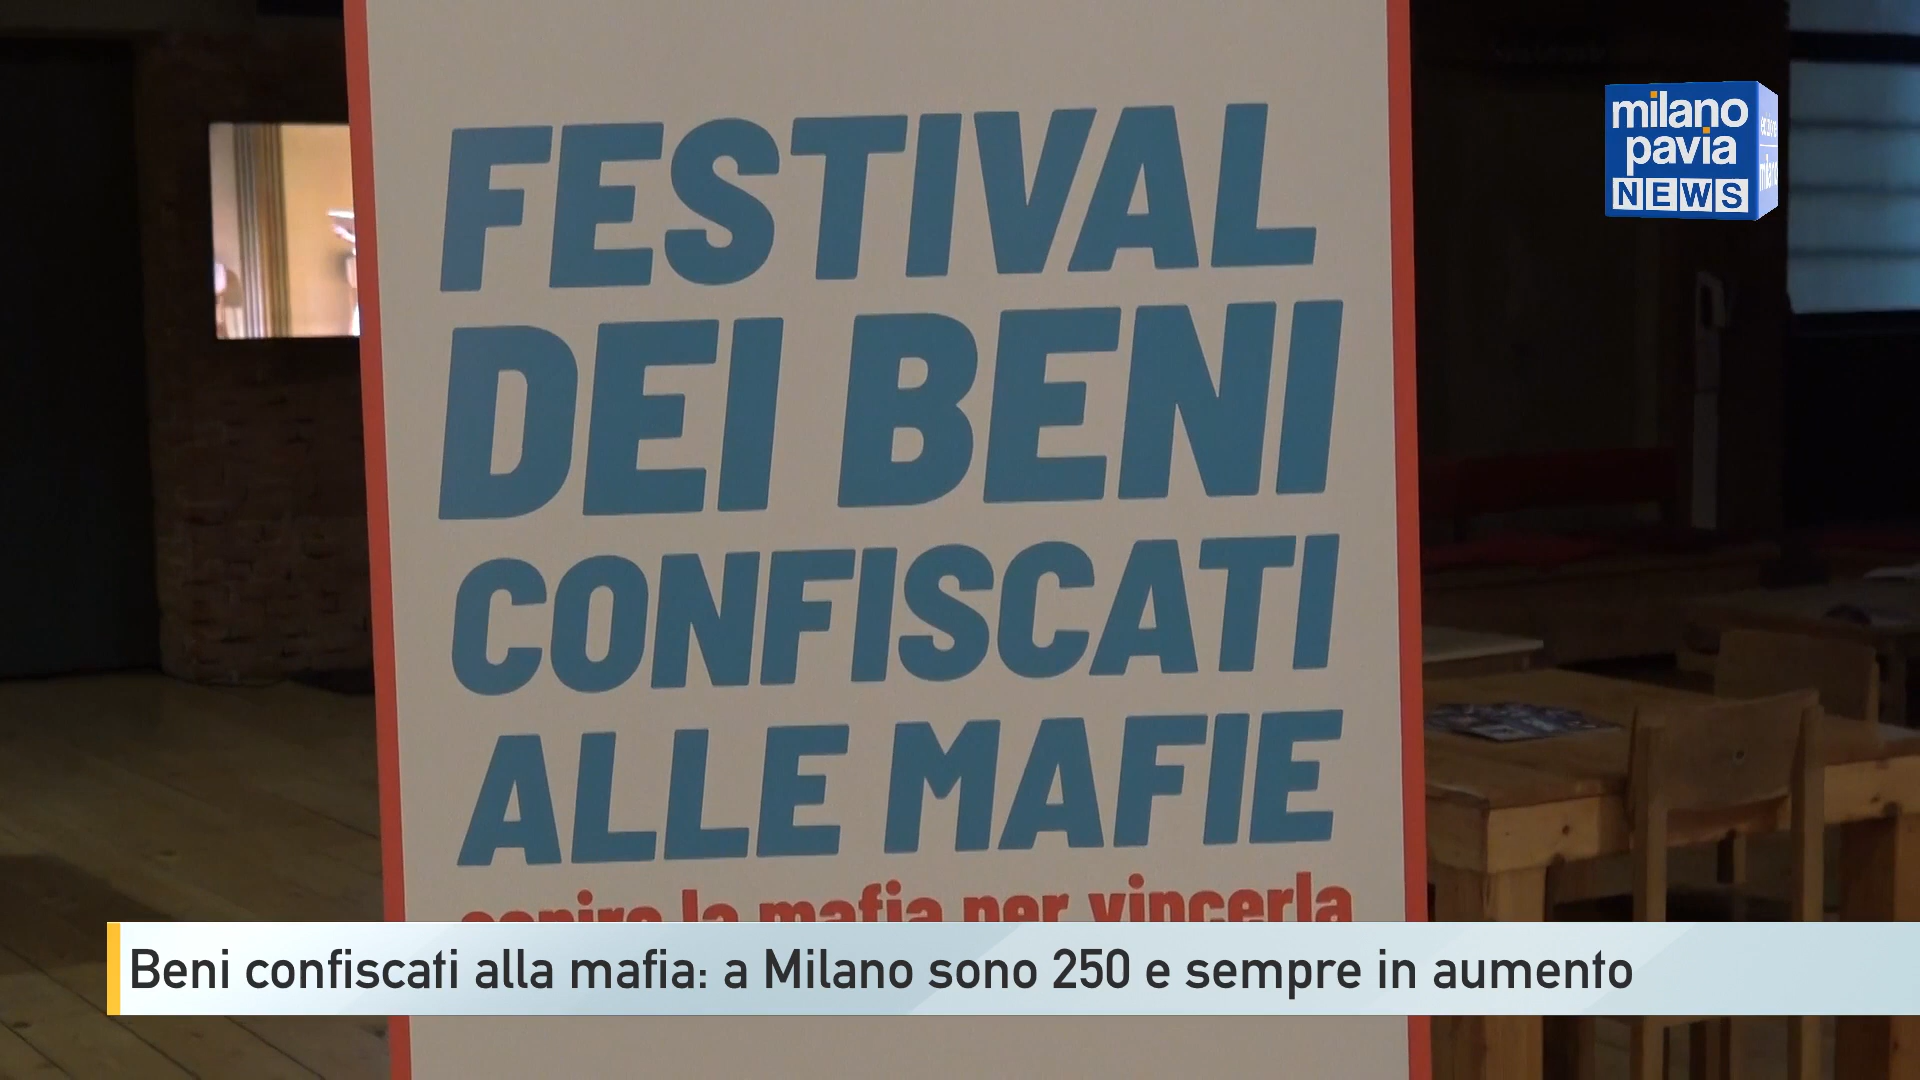 FESTIVAL
DEI BENI
CONFISCATI
ALLE MAFIE
la mafia per vincerla
milano
pavia
NEWS
milano
Beni confiscati alla mafia: a Milano sono 250 e sempre in aumento